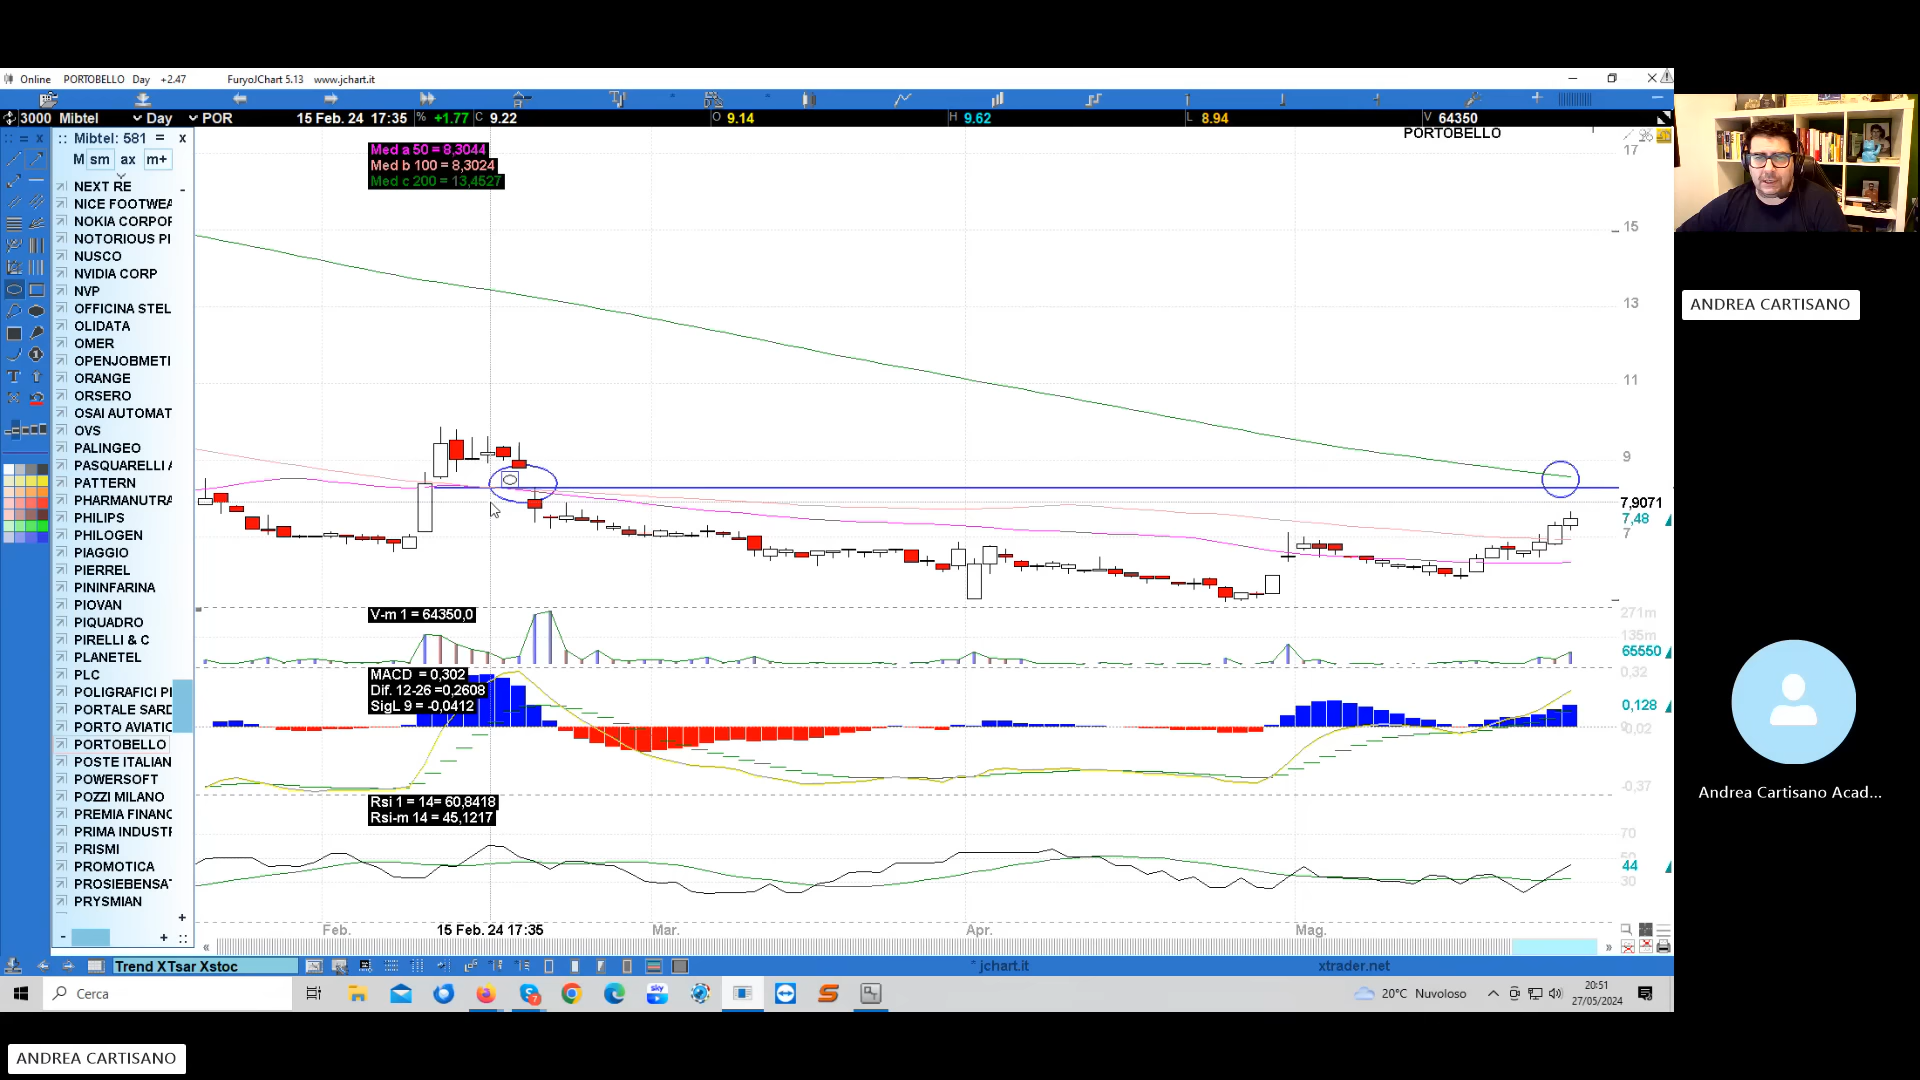 Online PORTOBELLO Day +2.47 FuryoJChart 5.13 www.jchart.it
3000 Mibtel Day POR 15 Feb. 24 17:35 % +1.77 C 9.22 O 9.14 H 9.62 L 8.94 V 64350
Mibtel: 581 = x
M sm ax m+
NEXT RE
NICE FOOTWEA
NOKIA CORPOR
NOTORIOUS PI
NUSCO
NVIDIA CORP
NVP
OFFICINA STEL
OLIDATA
OMER
OPENJOBMETI
ORANGE
ORSERO
OSAI AUTOMAT
OVS
PALINGEO
PASQUARELLI A
PATTERN
PHARMANUTRA
PHILIPS
PHILOGEN
PIAGGIO
PIERREL
PININFARINA
PIOVAN
PIQUADRO
PIRELLI & C
PLANETEL
PLC
POLIGRAFICI PI
PORTALE SARD
PORTO AVIATIO
PORTOBELLO
POSTE ITALIAN
POWERSOFT
POZZI MILANO
PREMIA FINANC
PRIMA INDUSTR
PRISMI
PROMOTICA
PROSIEBENSAT
PRYSMIAN
Med a 50 = 8,3044
Med b 100 = 8,3024
Med c 200 = 13,4527
PORTOBELLO
17
15
13
11
9
7,9071
7,48
7
V-m 1 = 64350,0
271m
135m
65550
MACD = 0,302
Dif. 12-26 =0,2608
SigL 9 = -0,0412
0,32
0,128
-0,37
Rsi 1 = 14= 60,8418
Rsi-m 14 = 45,1217
70
44
30
Feb. 15 Feb. 24 17:35 Mar. Apr. Mag.
Trend XTsar Xstoc
jchart.it
xtrader.net
Cerca
20°C Nuvoloso
20:51
27/05/2024
ANDREA CARTISANO
Andrea Cartisano Acad...
ANDREA CARTISANO